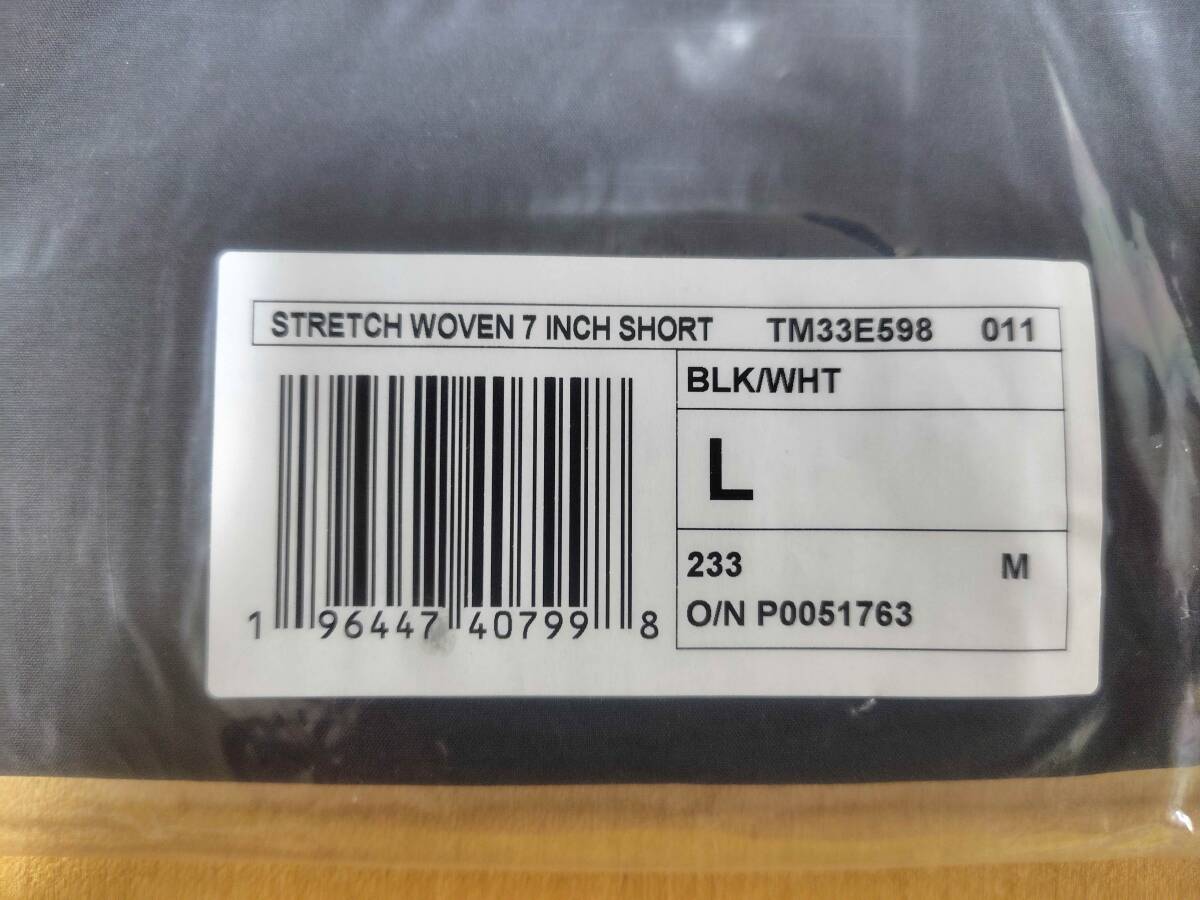 STRETCH WOVEN 7 INCH SHORT TM33E598 011
BLK/WHT
L
233 M
O/N P0051763
1 96447 40799 8